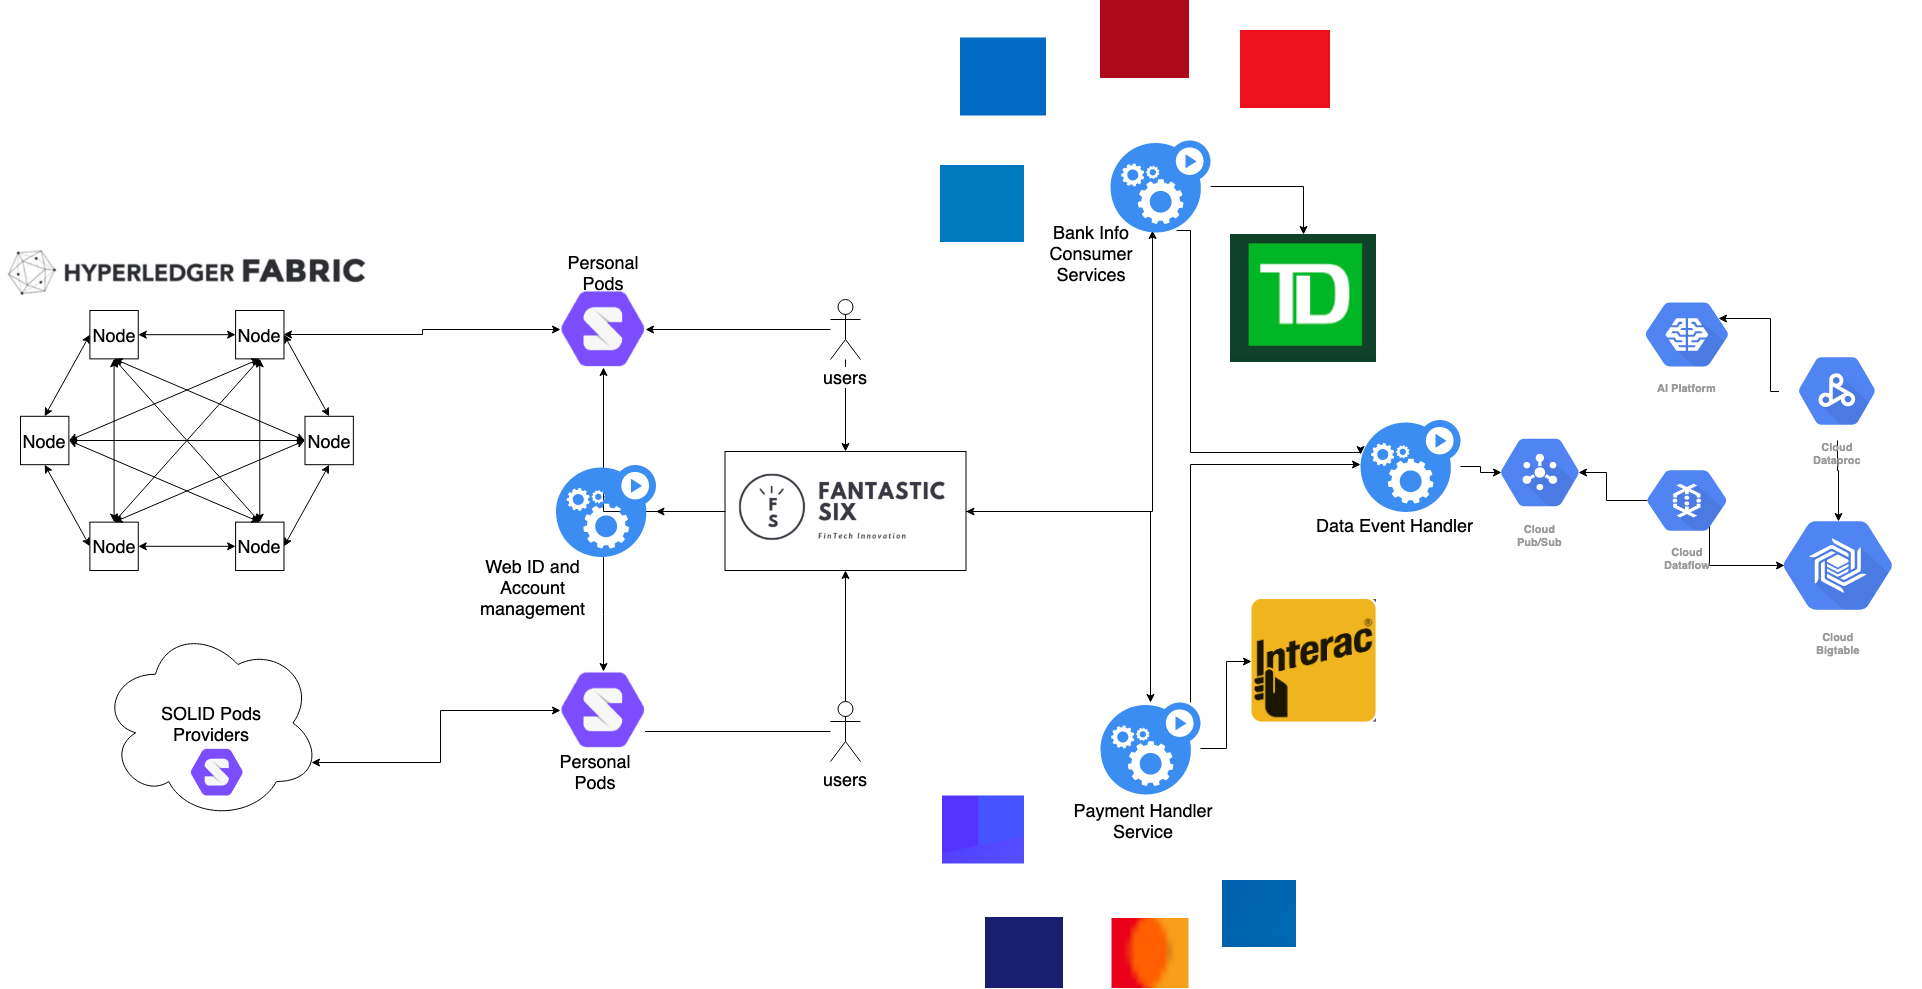 HYPERLEDGER FABRIC
Node
Node
Node
Node
Node
Node
SOLID Pods
Providers
Personal
Pods
Web ID and
Account
management
Personal
Pods
users
FS
FANTASTIC
SIX
FinTech Innovation
users
Bank Info
Consumer
Services
TD
Data Event Handler
Interac®
Payment Handler
Service
Cloud
Pub/Sub
AI Platform
Cloud
Dataproc
Cloud
Dataflow
Cloud
Bigtable